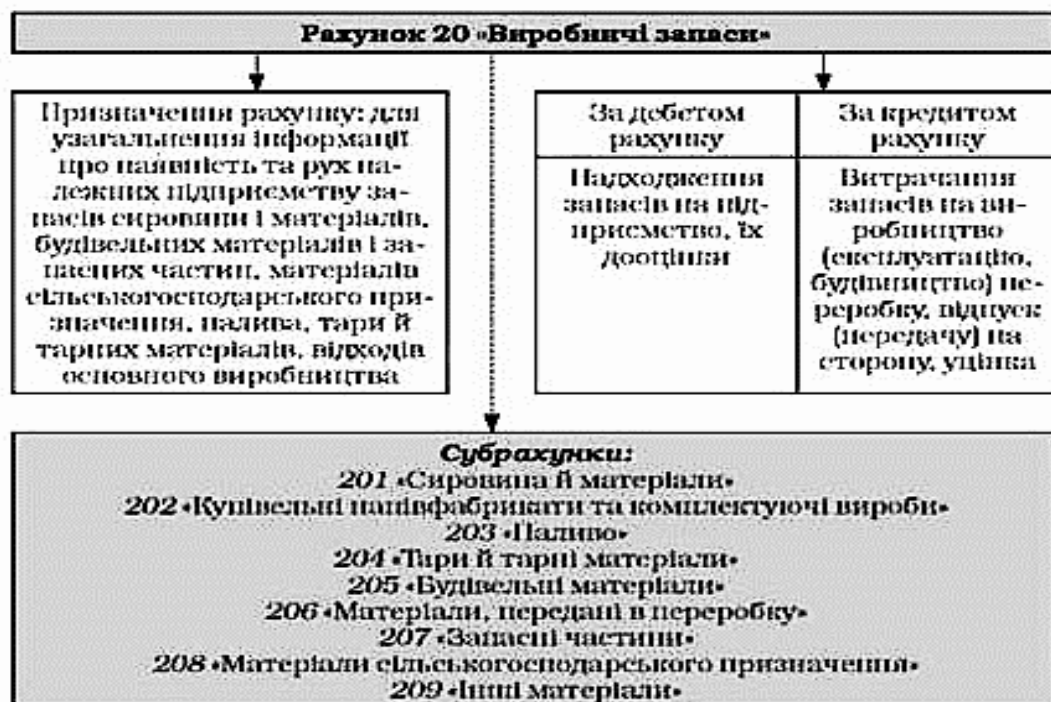 Рахунок 20 «Виробничі запаси»
Призначення рахунку: для
узагальнення інформації
про наявність та рух на-
лежних підприємству за-
пасів сировини і матеріалів,
будівельних матеріалів і за-
пасних частин, матеріалів
сільськогосподарського при-
значення, палива, тари й
тарних матеріалів, відходів
основного виробництва
За дебетом
рахунку
Надходження
запасів на під-
приємство, їх
дооцінки
За кредитом
рахунку
Витрачання
запасів на ви-
робництво
(експлуатацію,
будівництво) пе-
реробку, відпуск
(передачу) на
сторону, уцінка
Субрахунки:
201 «Сировина й матеріали»
202 «Купівельні напівфабрикати та комплектуючі вироби»
203 «Паливо»
204 «Тари й тарні матеріали»
205 «Будівельні матеріали»
206 «Матеріали, передані в переробку»
207 «Запасні частини»
208 «Матеріали сільськогосподарського призначення»
209 «Інші матеріали»